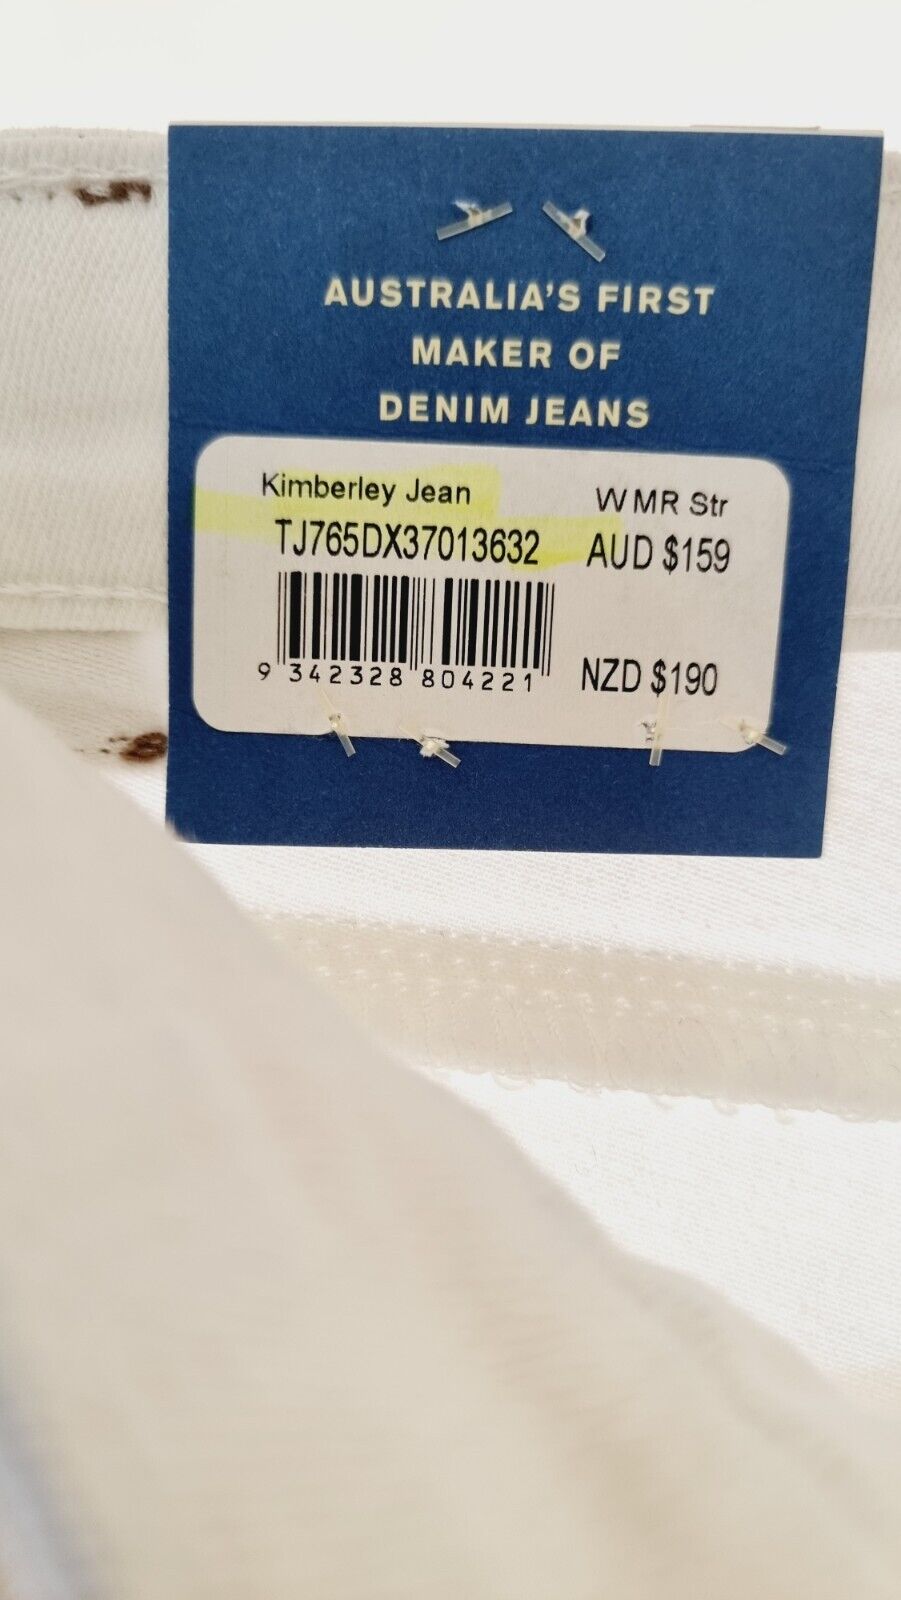 AUSTRALIA'S FIRST
MAKER OF
DENIM JEANS
Kimberley Jean WMR Str
TJ765DX37013632 AUD $159
9 342328 804221 NZD $190